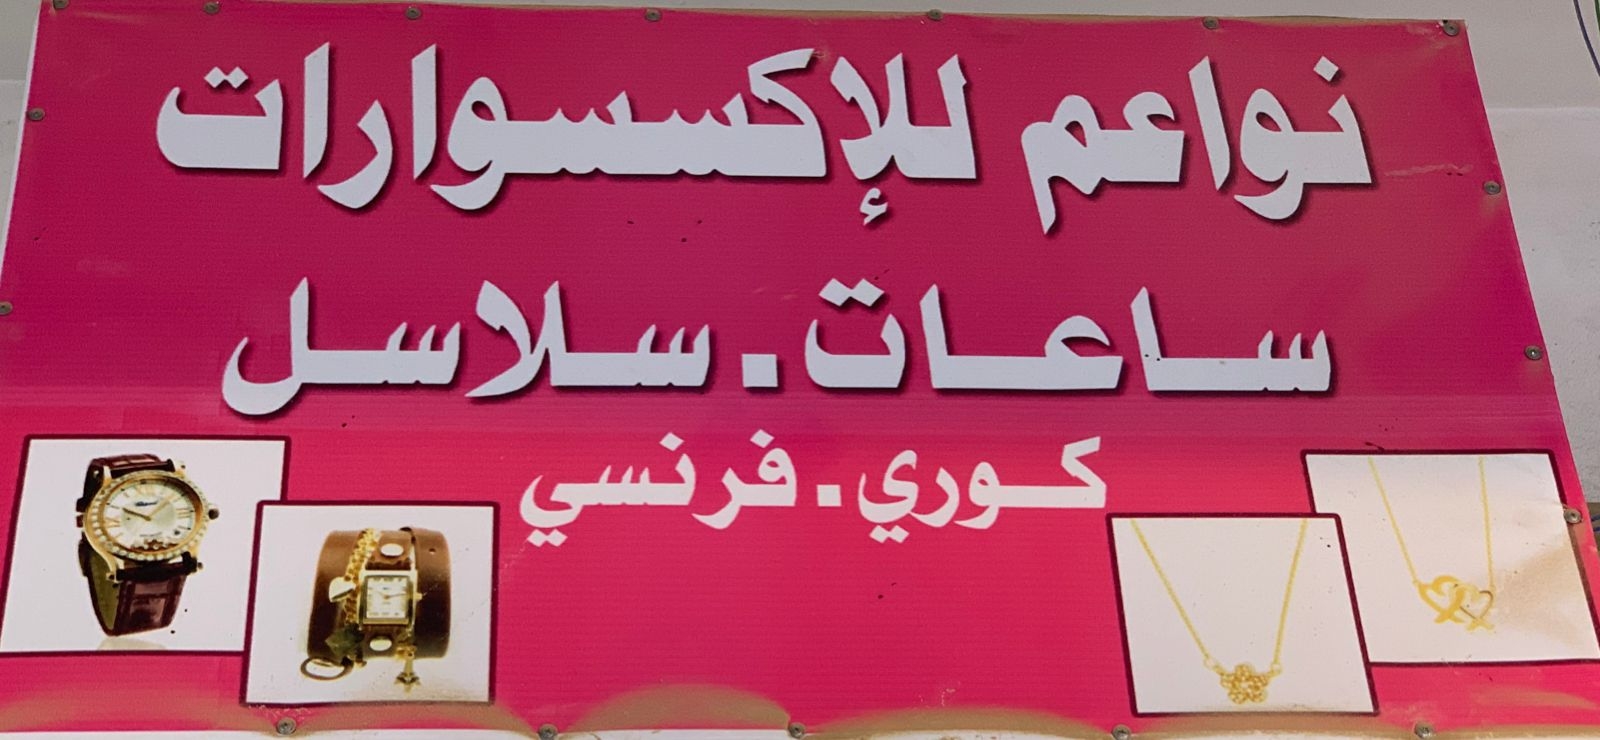 نواعم للإكسسوارات
ساعات . سلاسل
كوري . فرنسي